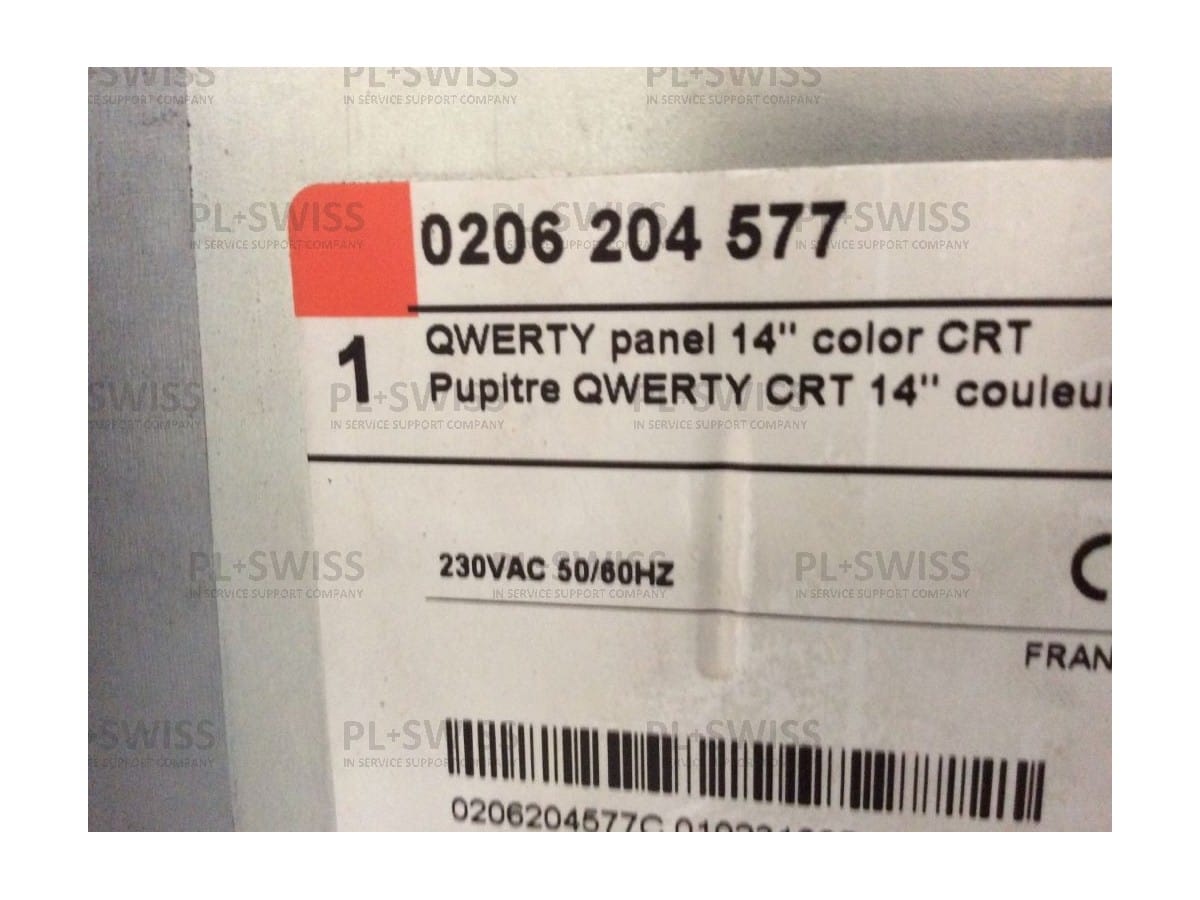 0206 204 577
1
QWERTY panel 14" color CRT
Pupitre QWERTY CRT 14" couleur
230VAC 50/60HZ
FRAN
0206204577C
PL+SWISS
IN SERVICE SUPPORT COMPANY